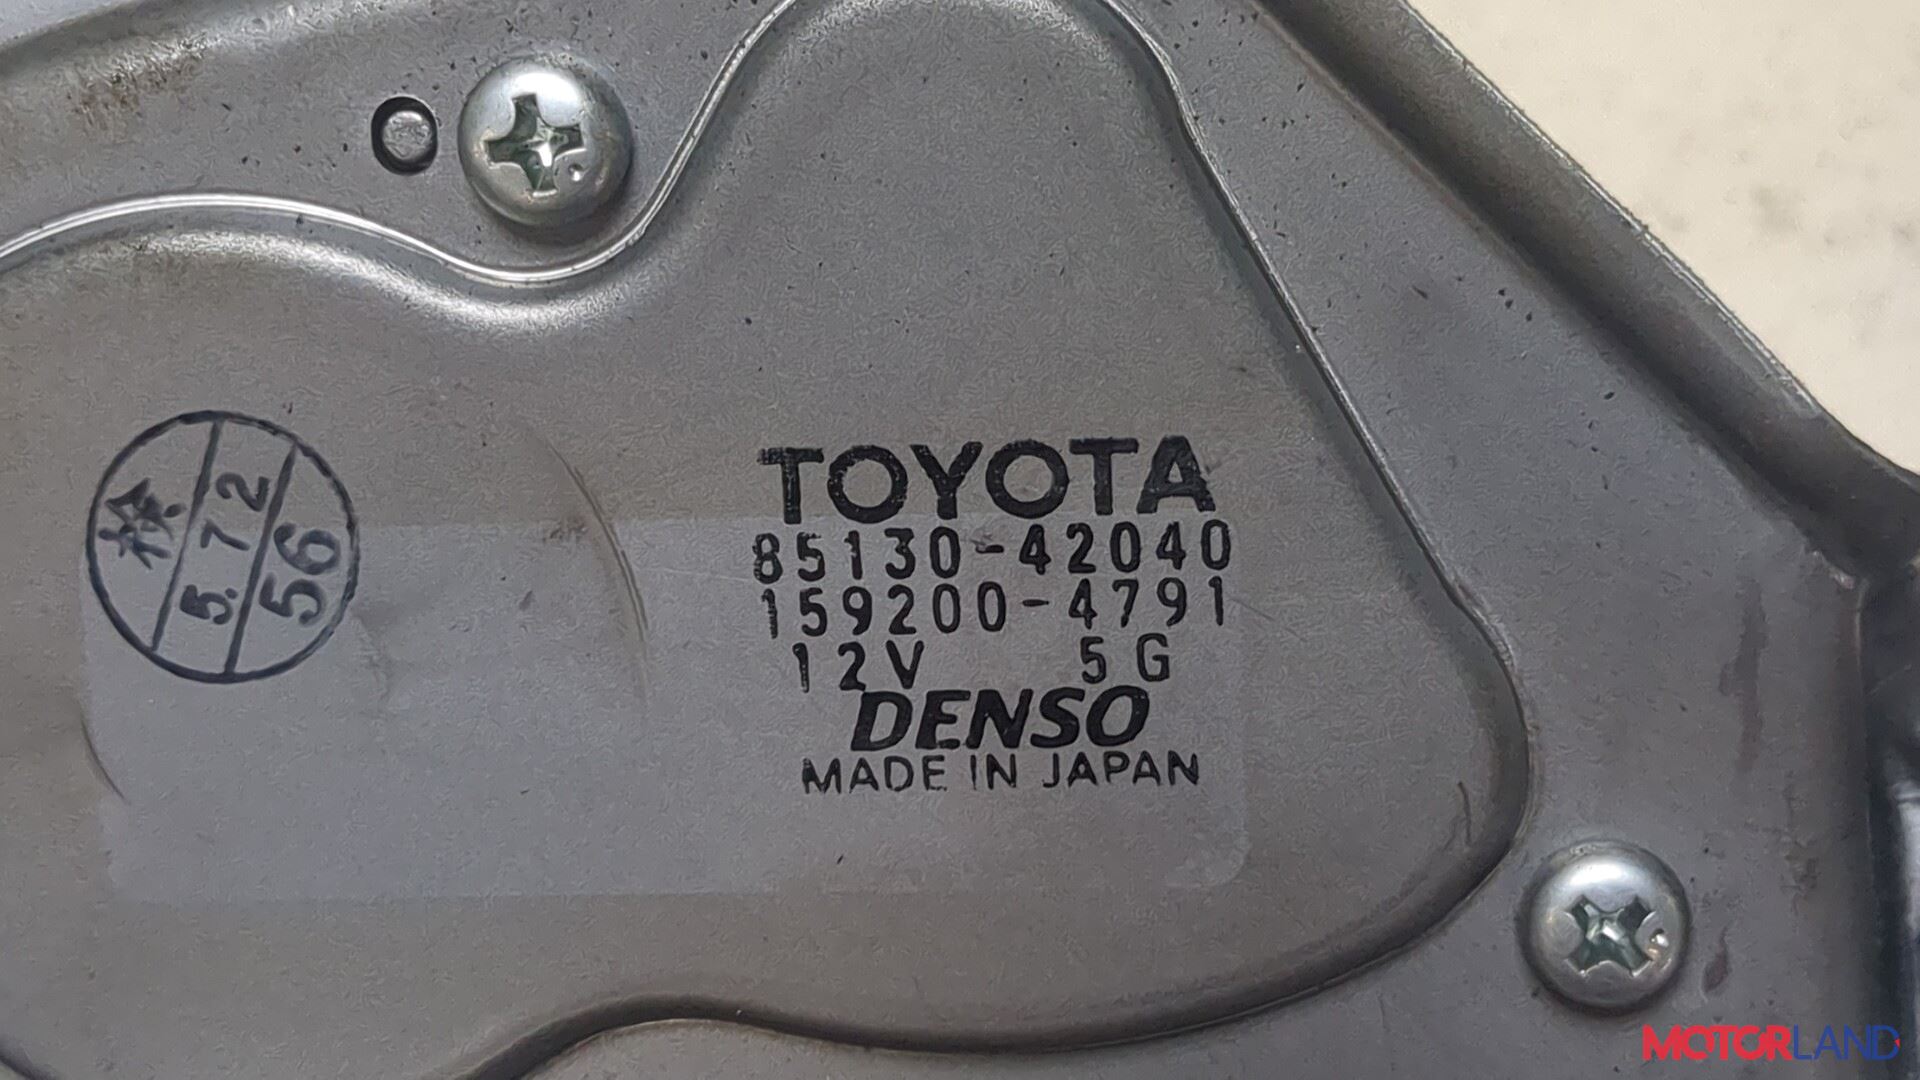 TOYOTA
85130-42040
159200-4791
12V 5G
DENSO
MADE IN JAPAN
検
5.72
56
MOTORLAND